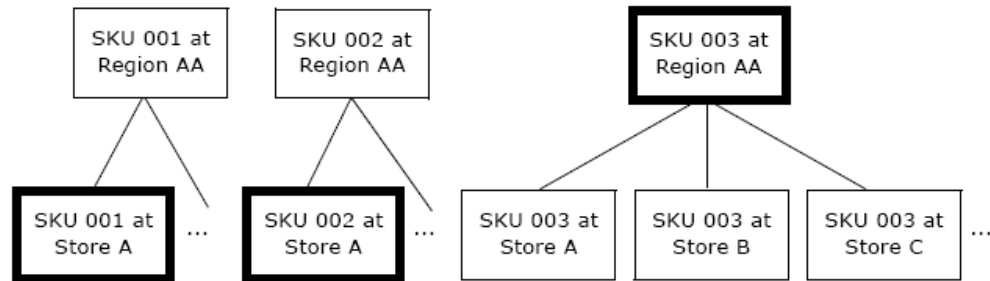 SKU 001 at
Region AA
SKU 002 at
Region AA
SKU 003 at
Region AA
SKU 001 at
Store A
...
SKU 002 at
Store A
...
SKU 003 at
Store A
SKU 003 at
Store B
SKU 003 at
Store C
...